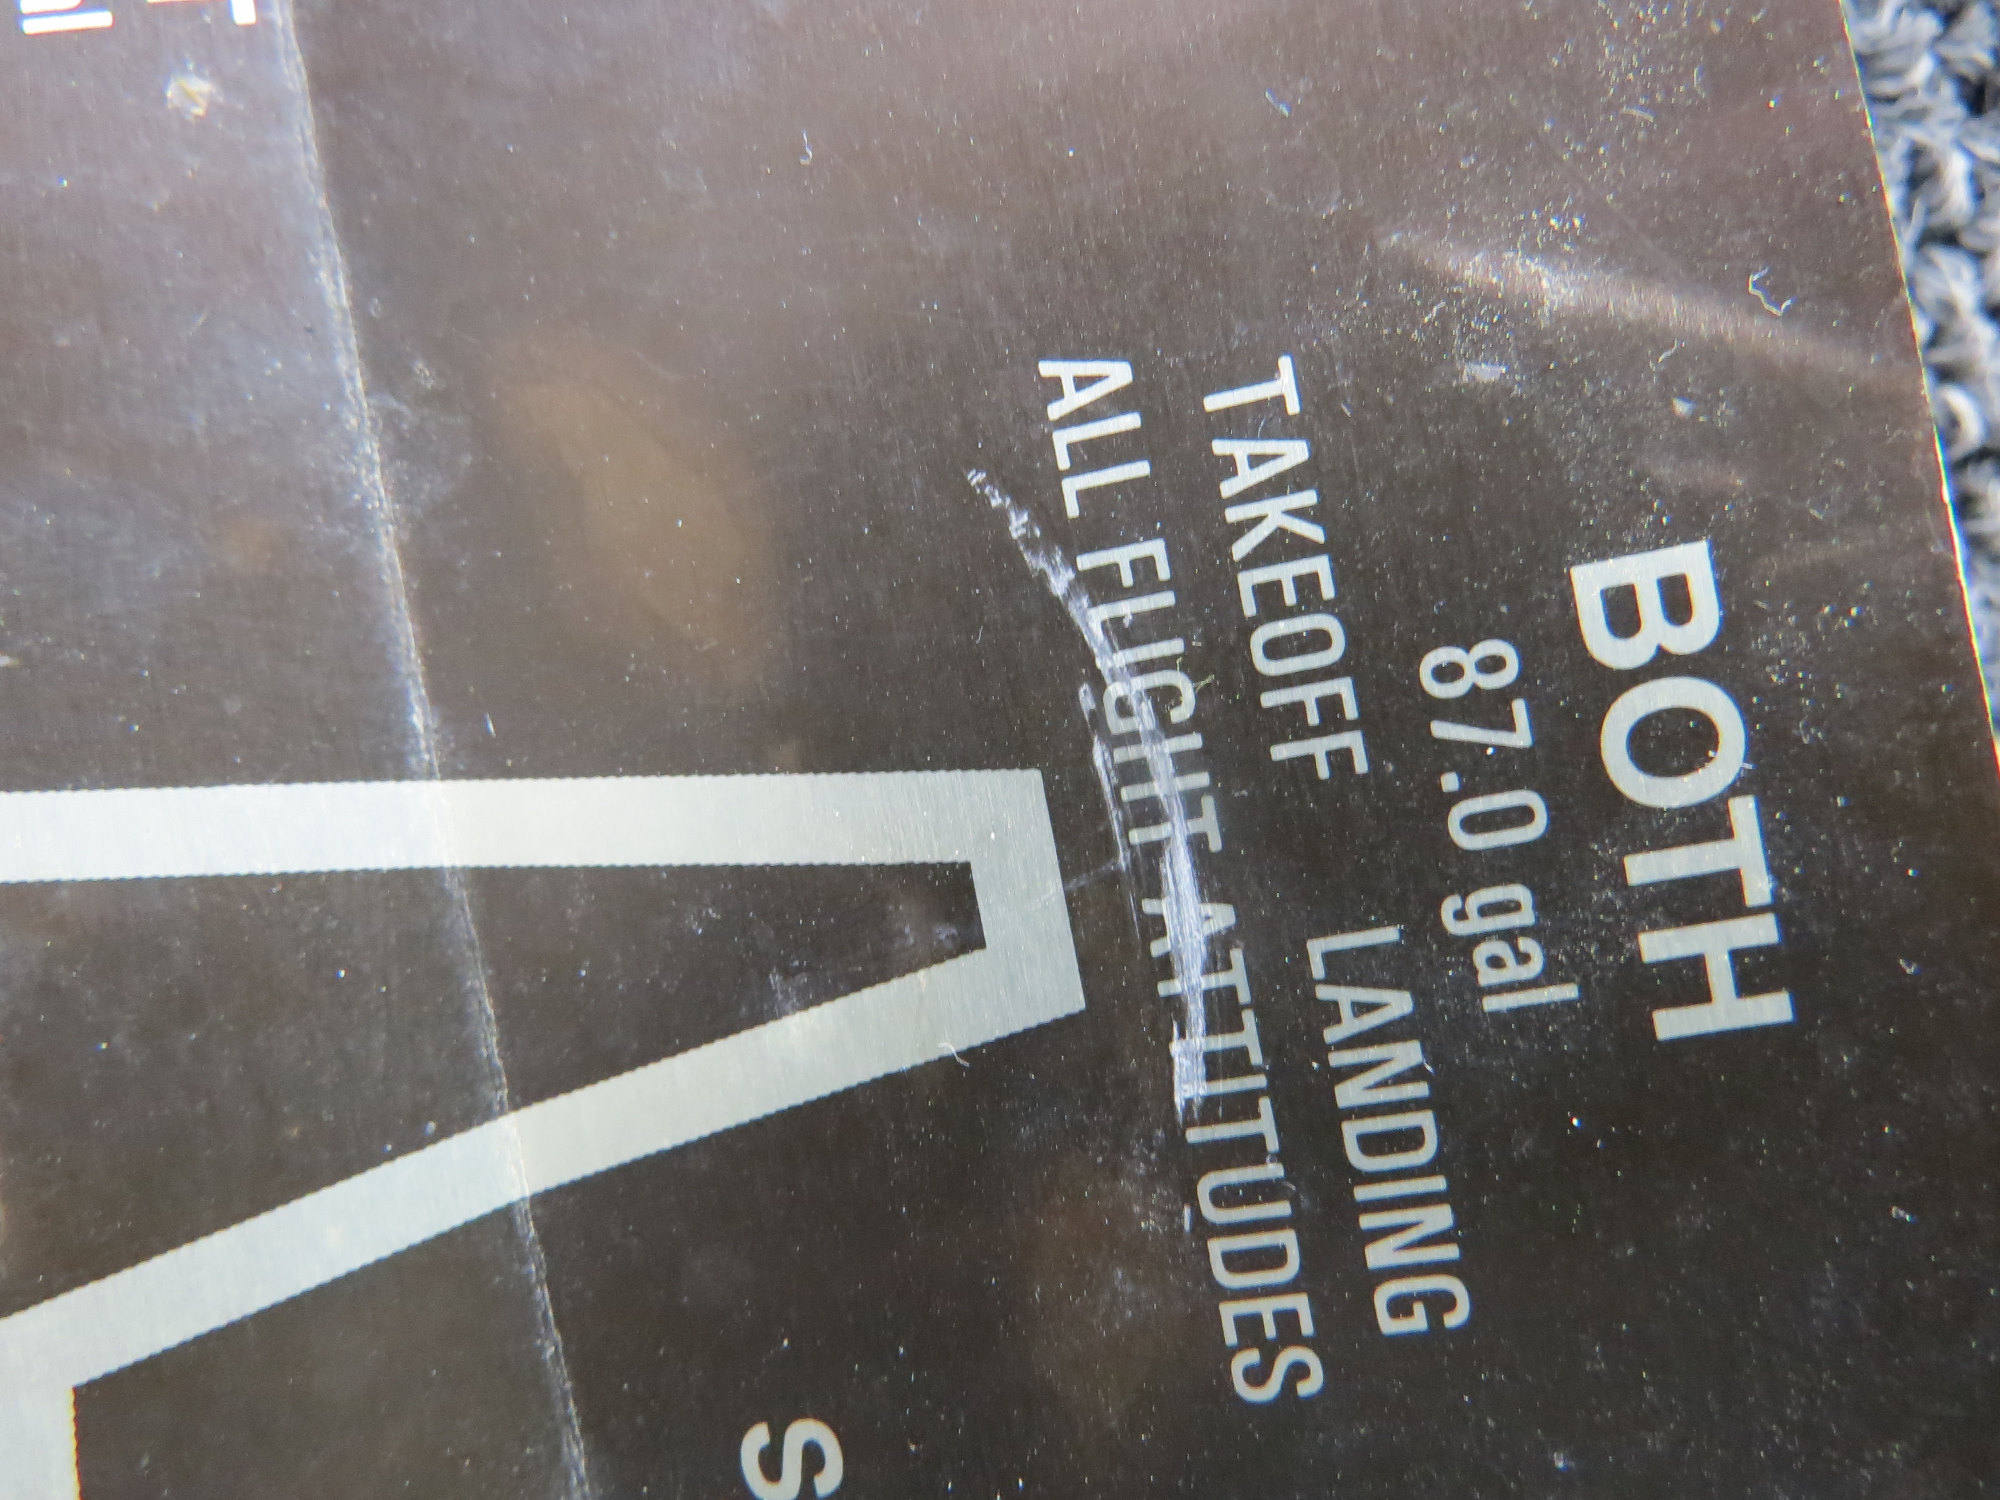 BOTH
87.0 gal
TAKEOFF LANDING
ALL FLIGHT ATTITUDES
S